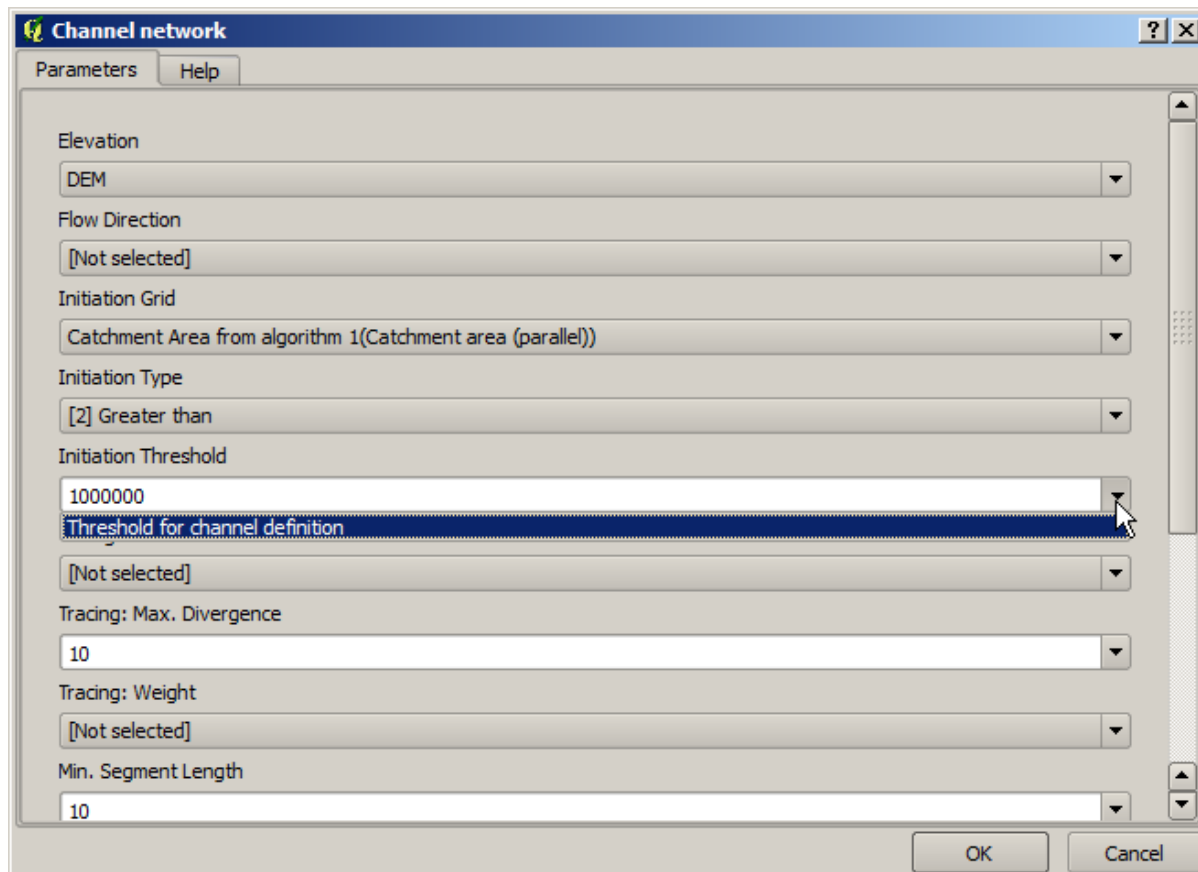 Channel network
Parameters Help
Elevation
DEM
Flow Direction
[Not selected]
Initiation Grid
Catchment Area from algorithm 1(Catchment area (parallel))
Initiation Type
[2] Greater than
Initiation Threshold
1000000
Threshold for channel definition
[Not selected]
Tracing: Max. Divergence
10
Tracing: Weight
[Not selected]
Min. Segment Length
10
OK Cancel